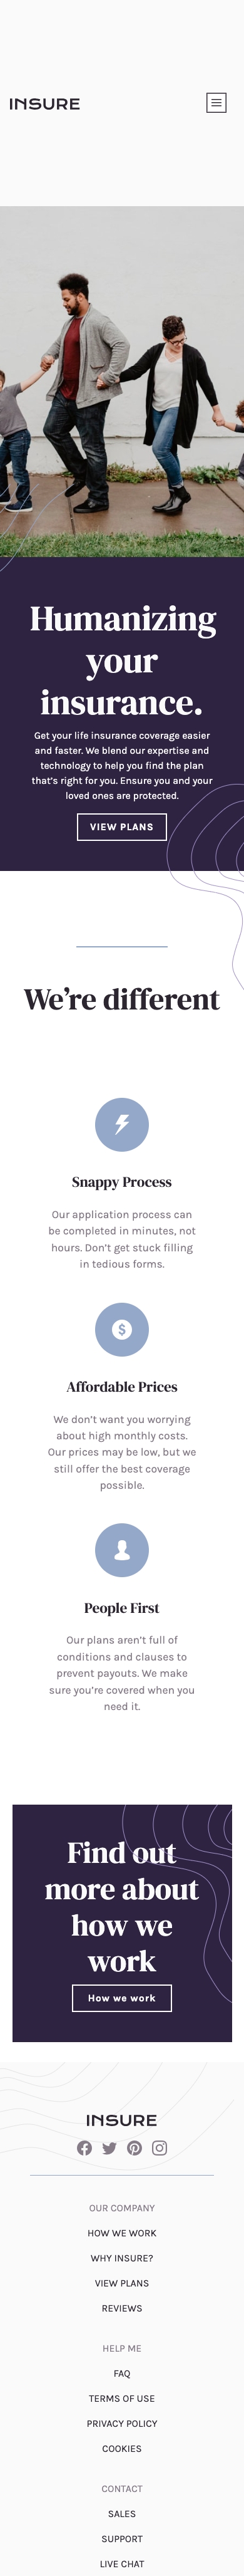 INSURE
Humanizing
your
insurance.
Get your life insurance coverage easier
and faster. We blend our expertise and
technology to help you find the plan
that’s right for you. Ensure you and your
loved ones are protected.
VIEW PLANS
We’re different
Snappy Process
Our application process can
be completed in minutes, not
hours. Don’t get stuck filling
in tedious forms.
$
Affordable Prices
We don’t want you worrying
about high monthly costs.
Our prices may be low, but we
still offer the best coverage
possible.
People First
Our plans aren’t full of
conditions and clauses to
prevent payouts. We make
sure you’re covered when you
need it.
Find out
more about
how we
work
How we work
INSURE
OUR COMPANY
HOW WE WORK
WHY INSURE?
VIEW PLANS
REVIEWS
HELP ME
FAQ
TERMS OF USE
PRIVACY POLICY
COOKIES
CONTACT
SALES
SUPPORT
LIVE CHAT